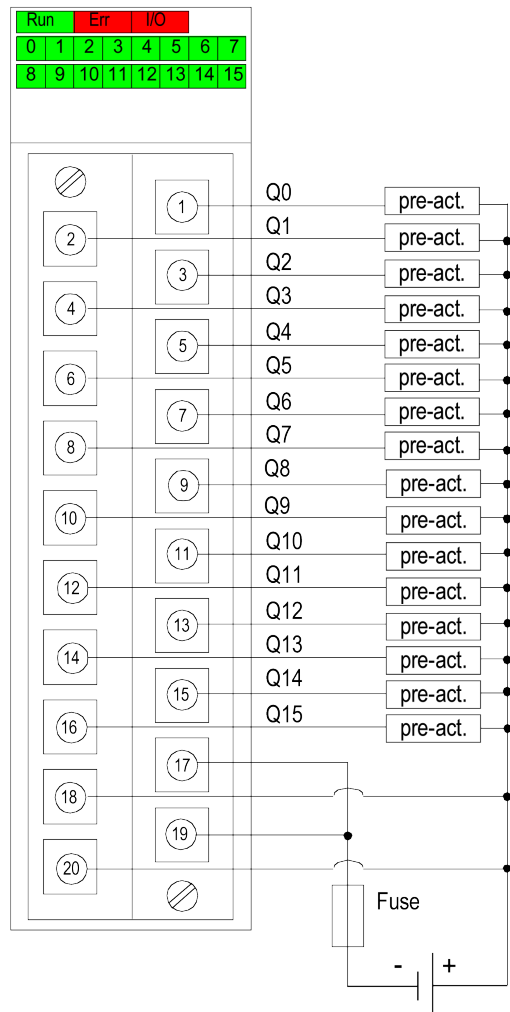 Run Err I/O
0 1 2 3 4 5 6 7
8 9 10 11 12 13 14 15
1 Q0 pre-act.
2 Q1 pre-act.
3 Q2 pre-act.
4 Q3 pre-act.
5 Q4 pre-act.
6 Q5 pre-act.
7 Q6 pre-act.
8 Q7 pre-act.
9 Q8 pre-act.
10 Q9 pre-act.
11 Q10 pre-act.
12 Q11 pre-act.
13 Q12 pre-act.
14 Q13 pre-act.
15 Q14 pre-act.
16 Q15 pre-act.
17
18
19
20
Fuse
- +